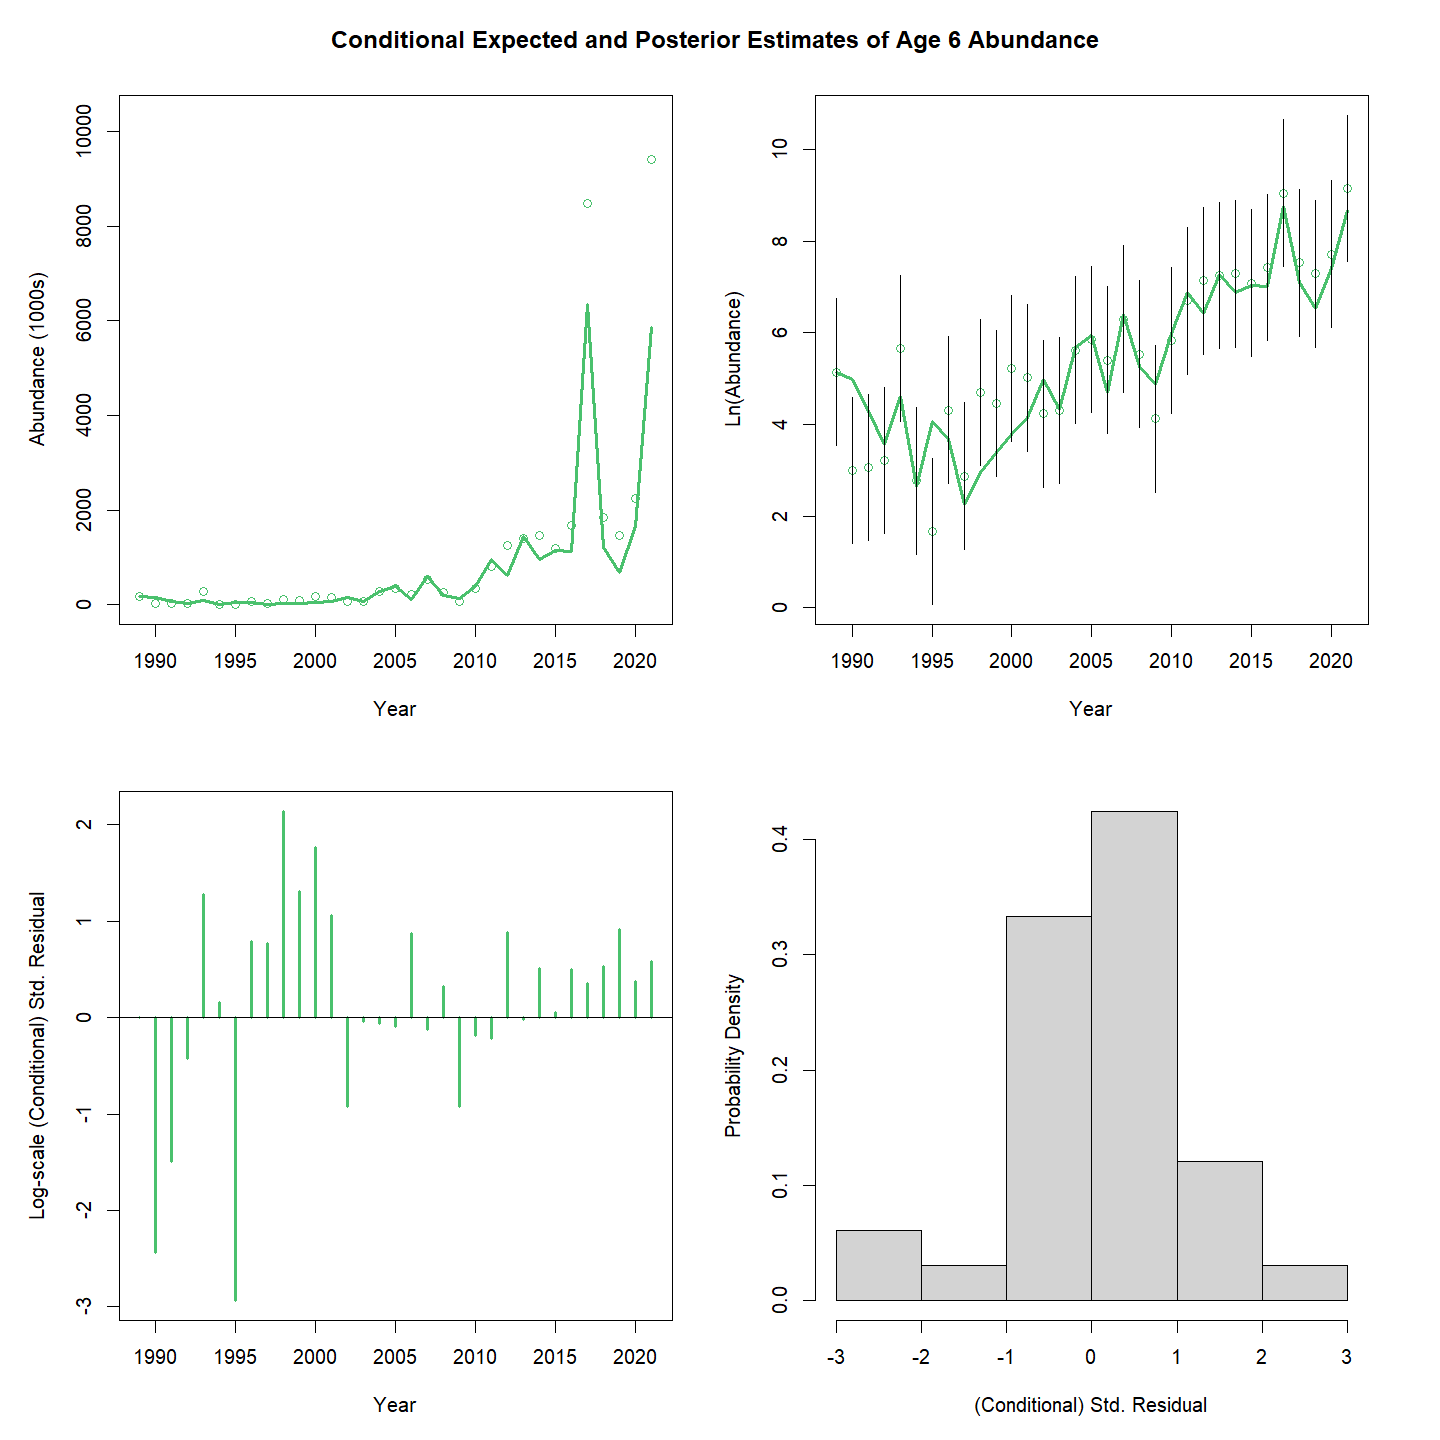 Conditional Expected and Posterior Estimates of Age 6 Abundance
Abundance (1000s)
10000
8000
6000
4000
2000
0
1990 1995 2000 2005 2010 2015 2020
Year
Ln(Abundance)
10
8
6
4
2
0
1990 1995 2000 2005 2010 2015 2020
Year
Log-scale (Conditional) Std. Residual
2
1
0
-1
-2
-3
1990 1995 2000 2005 2010 2015 2020
Year
Probability Density
0.4
0.3
0.2
0.1
0.0
-3 -2 -1 0 1 2 3
(Conditional) Std. Residual